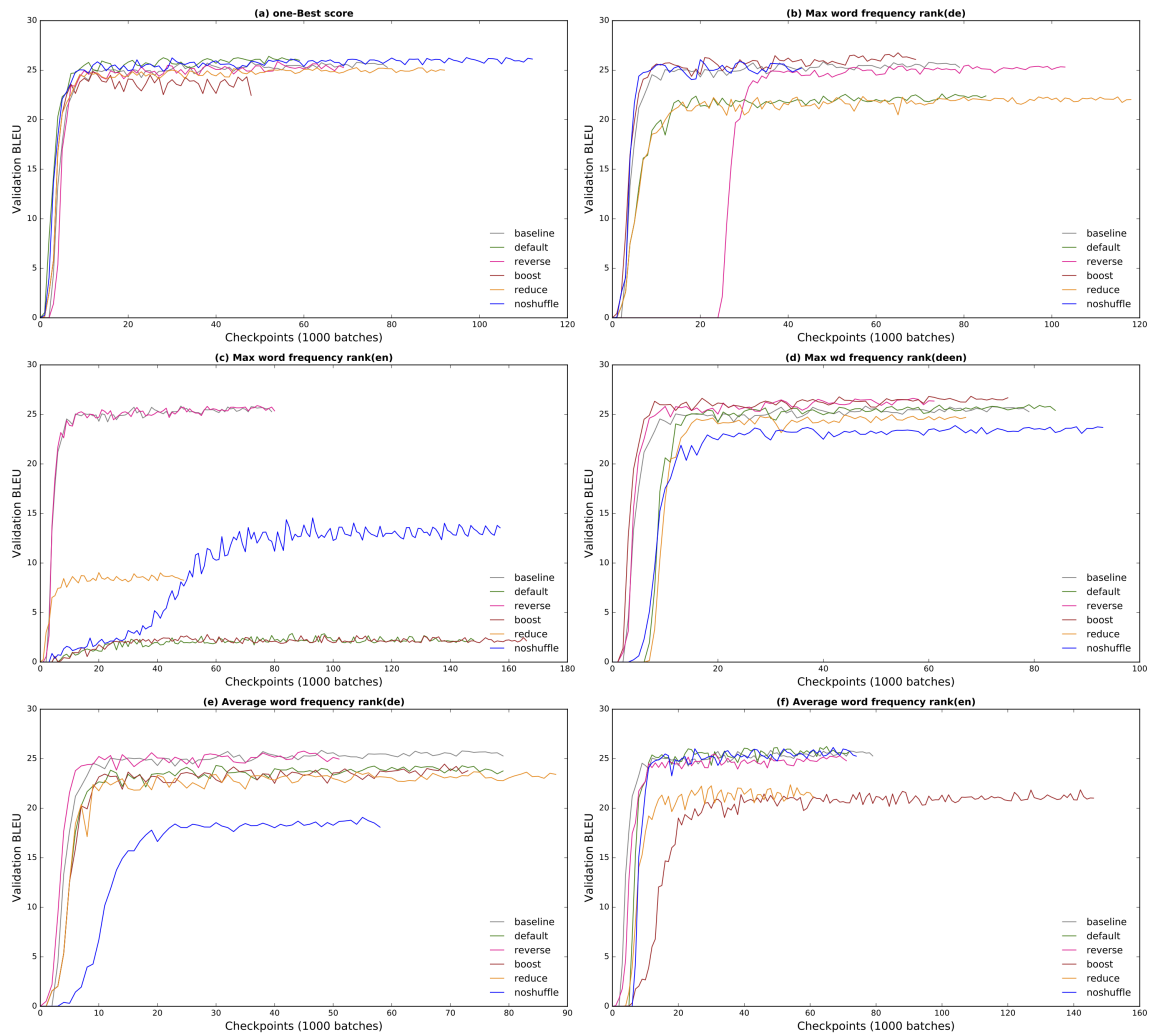 (a) one-Best score
Validation BLEU
30
25
20
15
10
5
0
0 20 40 60 80 100 120
Checkpoints (1000 batches)
baseline
default
reverse
boost
reduce
noshuffle
(b) Max word frequency rank(de)
Validation BLEU
30
25
20
15
10
5
0
0 20 40 60 80 100 120
Checkpoints (1000 batches)
baseline
default
reverse
boost
reduce
noshuffle
(c) Max word frequency rank(en)
Validation BLEU
30
25
20
15
10
5
0
0 20 40 60 80 100 120 140 160 180
Checkpoints (1000 batches)
baseline
default
reverse
boost
reduce
noshuffle
(d) Max wd frequency rank(deen)
Validation BLEU
30
25
20
15
10
5
0
0 20 40 60 80 100
Checkpoints (1000 batches)
baseline
default
reverse
boost
reduce
noshuffle
(e) Average word frequency rank(de)
Validation BLEU
30
25
20
15
10
5
0
0 10 20 30 40 50 60 70 80 90
Checkpoints (1000 batches)
baseline
default
reverse
boost
reduce
noshuffle
(f) Average word frequency rank(en)
Validation BLEU
30
25
20
15
10
5
0
0 20 40 60 80 100 120 140 160
Checkpoints (1000 batches)
baseline
default
reverse
boost
reduce
noshuffle